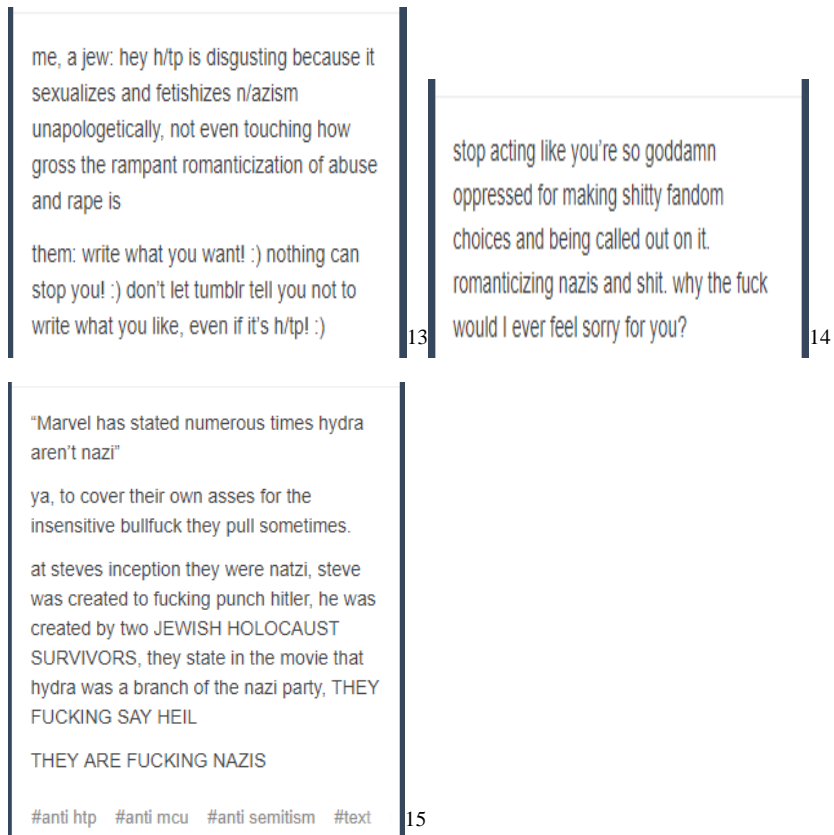 me, a jew: hey h/tp is disgusting because it
sexualizes and fetishizes n/azism
unapologetically, not even touching how
gross the rampant romanticization of abuse
and rape is
them: write what you want! :) nothing can
stop you! :) don't let tumblr tell you not to
write what you like, even if it's h/tp! :)
13
stop acting like you're so goddamn
oppressed for making shitty fandom
choices and being called out on it.
romanticizing nazis and shit. why the fuck
would I ever feel sorry for you?
14
“Marvel has stated numerous times hydra
aren't nazi”
ya, to cover their own asses for the
insensitive bullfuck they pull sometimes.
at steves inception they were natzi, steve
was created to fucking punch hitler, he was
created by two JEWISH HOLOCAUST
SURVIVORS, they state in the movie that
hydra was a branch of the nazi party, THEY
FUCKING SAY HEIL
THEY ARE FUCKING NAZIS
#anti htp #anti mcu #anti semitism #text
15